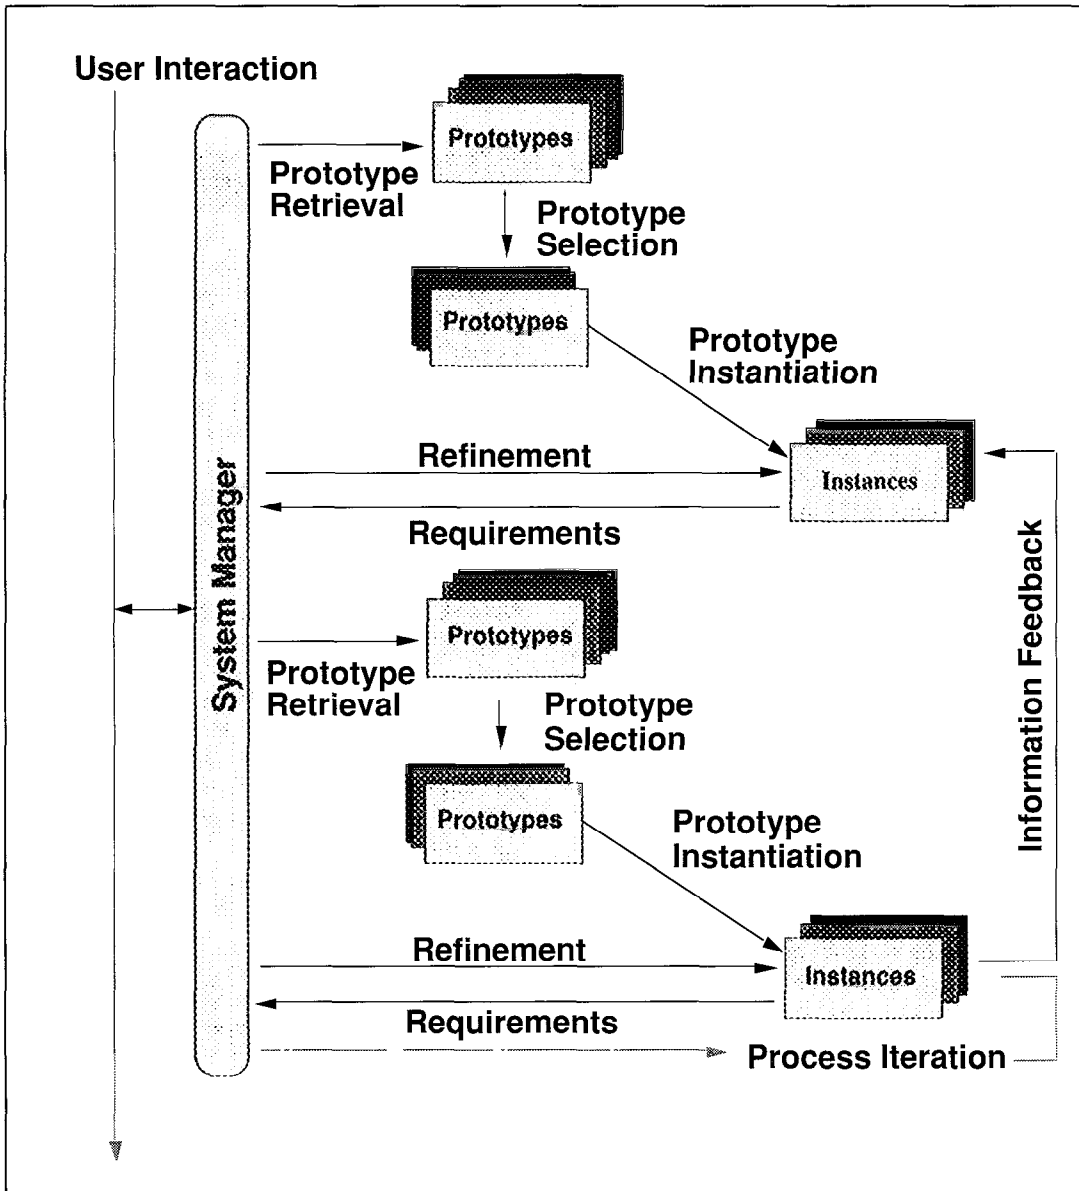 User Interaction
Prototypes
Prototype
Retrieval
Prototype
Selection
Prototypes
Prototype
Instantiation
Refinement
Instances
Requirements
System Manager
Information Feedback
Prototypes
Prototype
Retrieval
Prototype
Selection
Prototypes
Prototype
Instantiation
Refinement
Instances
Requirements
Process Iteration